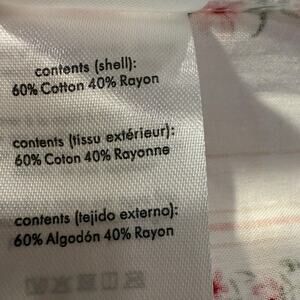 contents (shell):
60% Cotton 40% Rayon
contents (tissu extérieur):
60% Coton 40% Rayonne
contents (tejido externo):
60% Algodón 40% Rayon